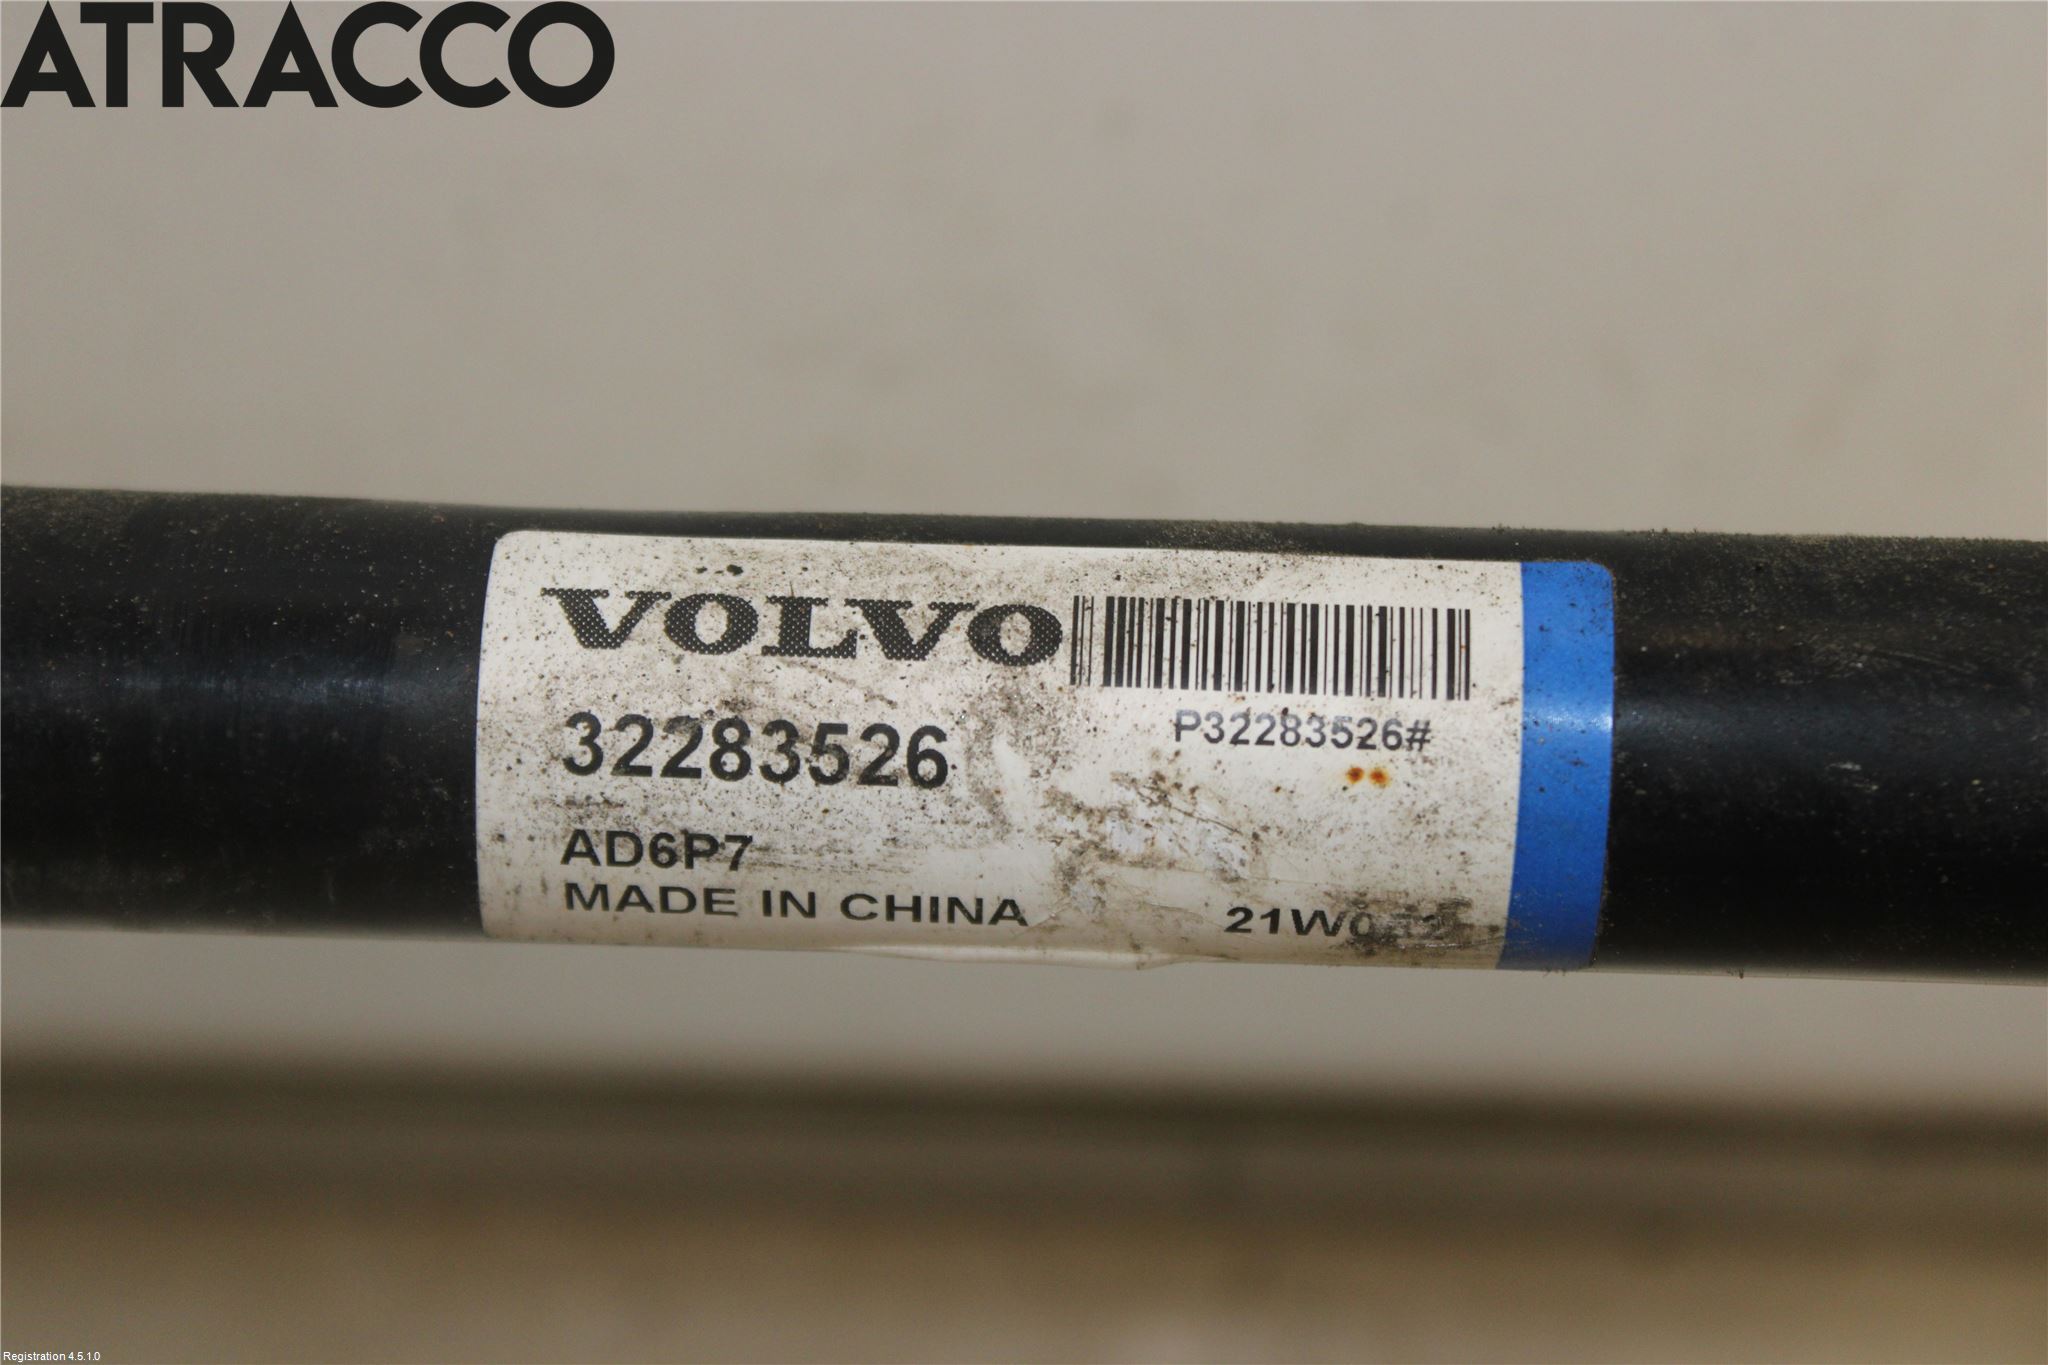 ATRACCO
VOLVO
P32283526#
32283526
AD6P7
MADE IN CHINA
Registration 4.5.1.0